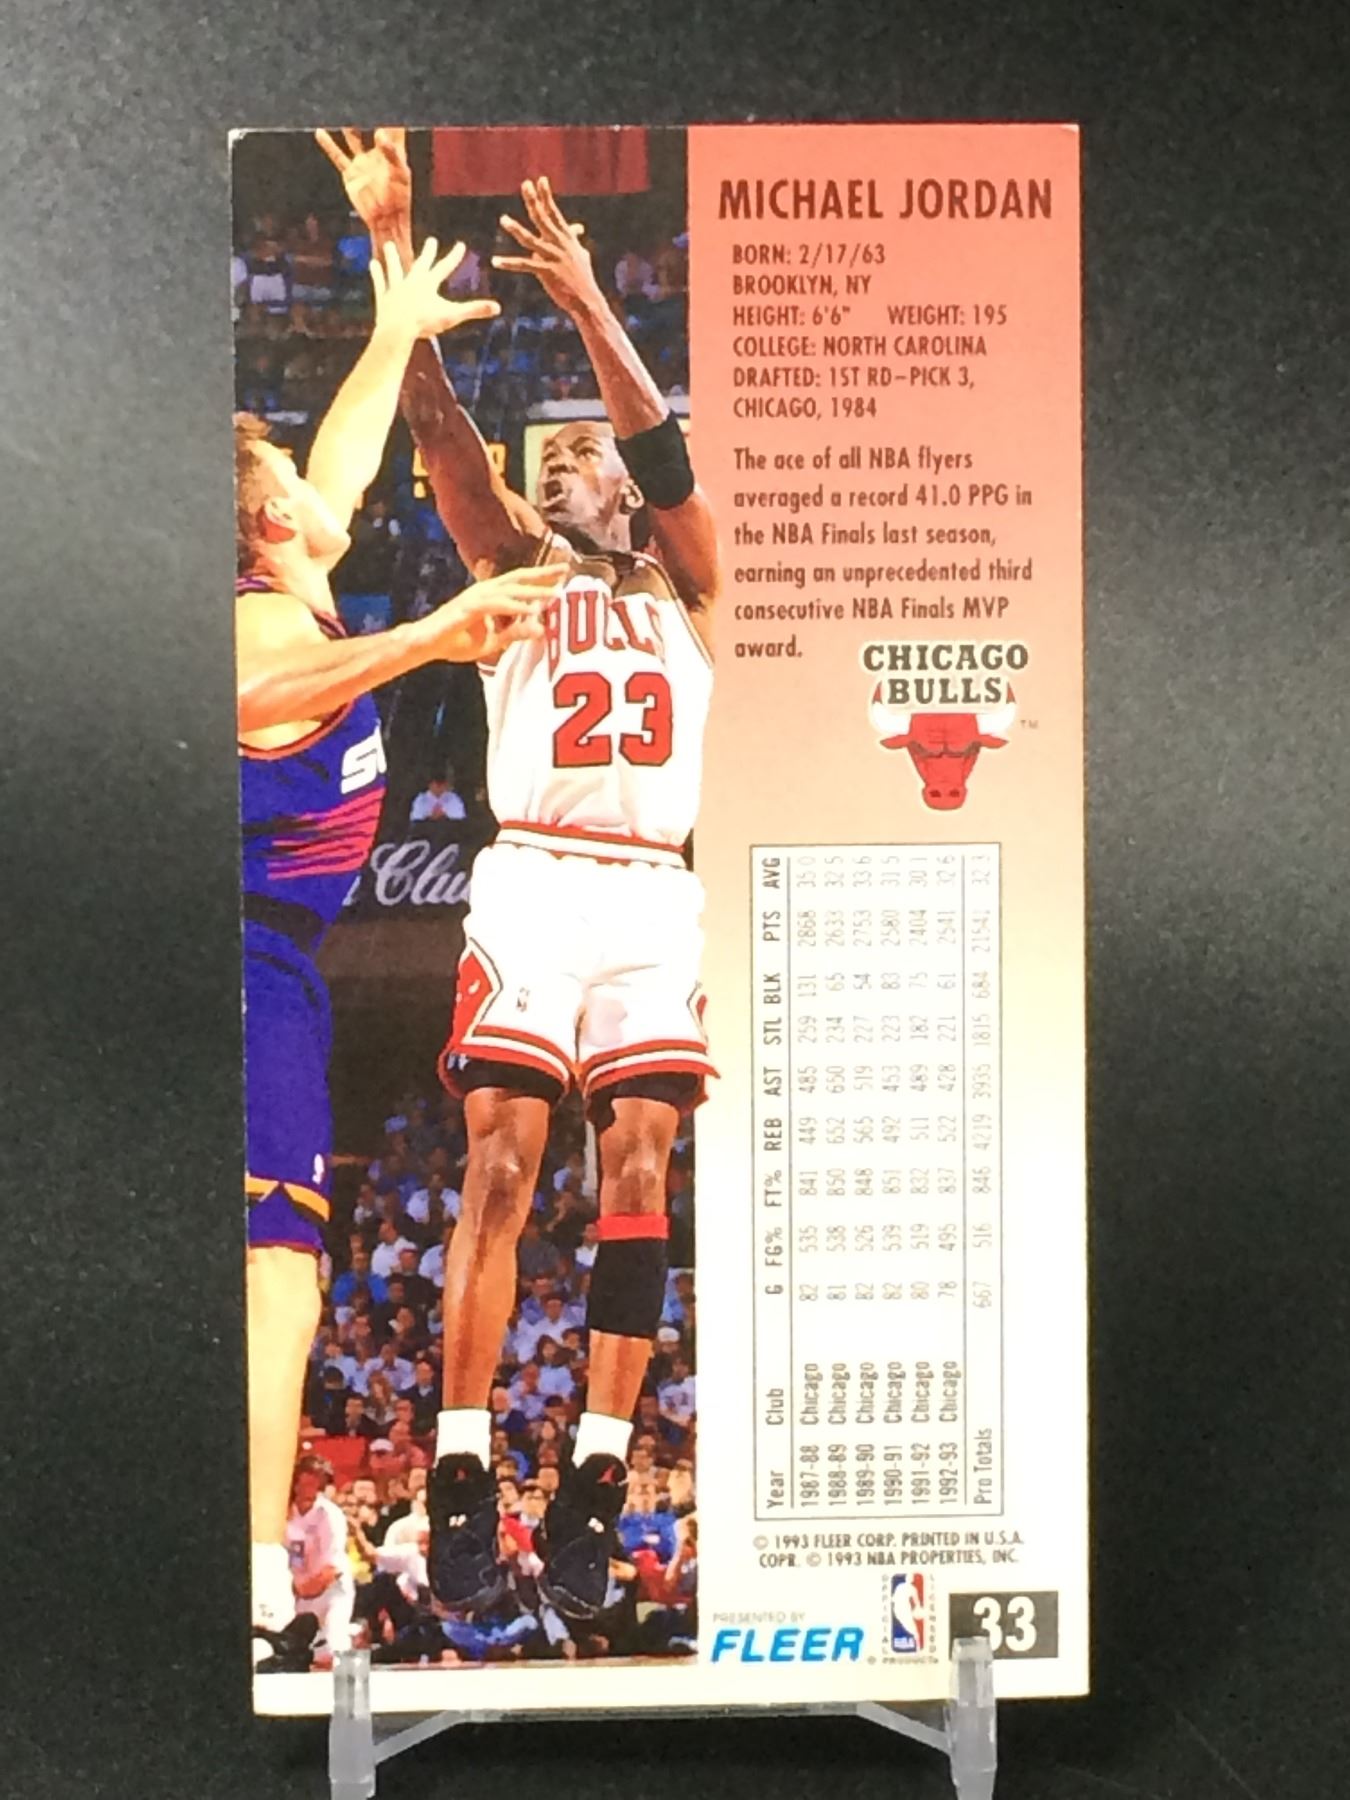 MICHAEL JORDAN
BORN: 2/17/63
BROOKLYN, NY
HEIGHT: 6'6" WEIGHT: 195
COLLEGE: NORTH CAROLINA
DRAFTED: 1ST RD-PICK 3,
CHICAGO, 1984
The ace of all NBA flyers
averaged a record 41.0 PPG in
the NBA Finals last season,
earning an unprecedented third
consecutive NBA Finals MVP
award.
CHICAGO
BULLS
TM
BULLS
23
SU
Clu
Year Club G FG% FT% REB AST STL BLK PTS AVG
1987-88 Chicago 82 535 841 449 485 259 131 2868 35.0
1988-89 Chicago 81 538 850 652 650 234 65 2633 32.5
1989-90 Chicago 82 526 848 565 519 227 54 2753 33.6
1990-91 Chicago 82 539 851 492 453 223 83 2580 31.5
1991-92 Chicago 80 519 832 511 489 182 75 2404 30.1
1992-93 Chicago 78 495 837 522 428 221 61 2541 32.6
Pro Totals 667 516 846 4219 3935 1815 684 21541 32.3
© 1993 FLEER CORP. PRINTED IN U.S.A.
COPR. © 1993 NBA PROPERTIES, INC.
PRESENTED BY
FLEER
OFFICIAL
NBA
LICENSED
© PRODUCT
33